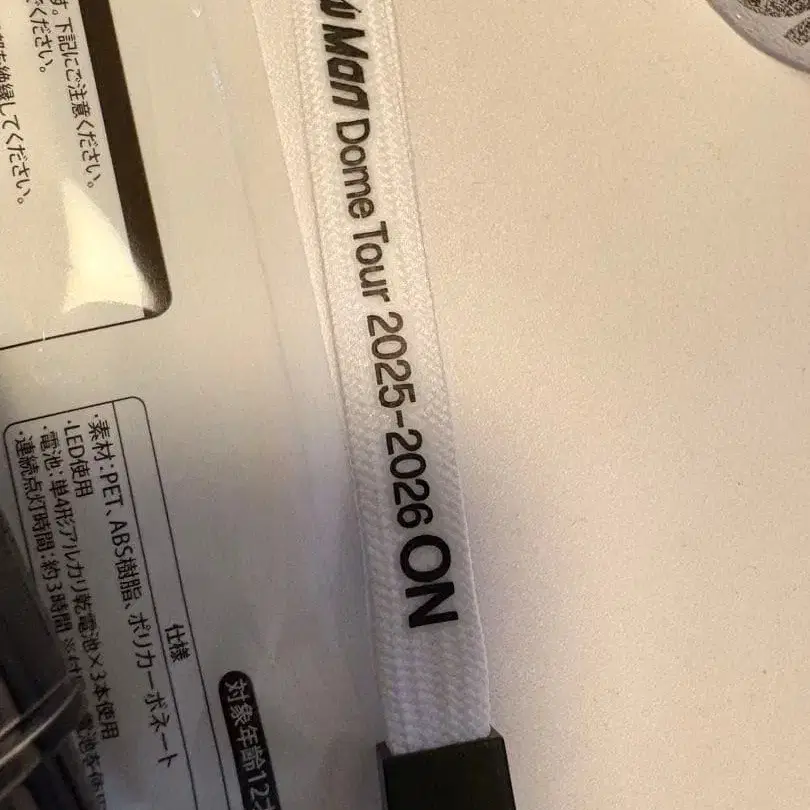 Man Dome Tour 2025-2026 ON
下記にご注意ください。
ください。
してください。
仕様
・素材：PET、ABS樹脂、ポリカーボネート
・LED使用
・電池：単4形アルカリ乾電池×3本使用
・連続点灯時間：約3時間
対象年齢12